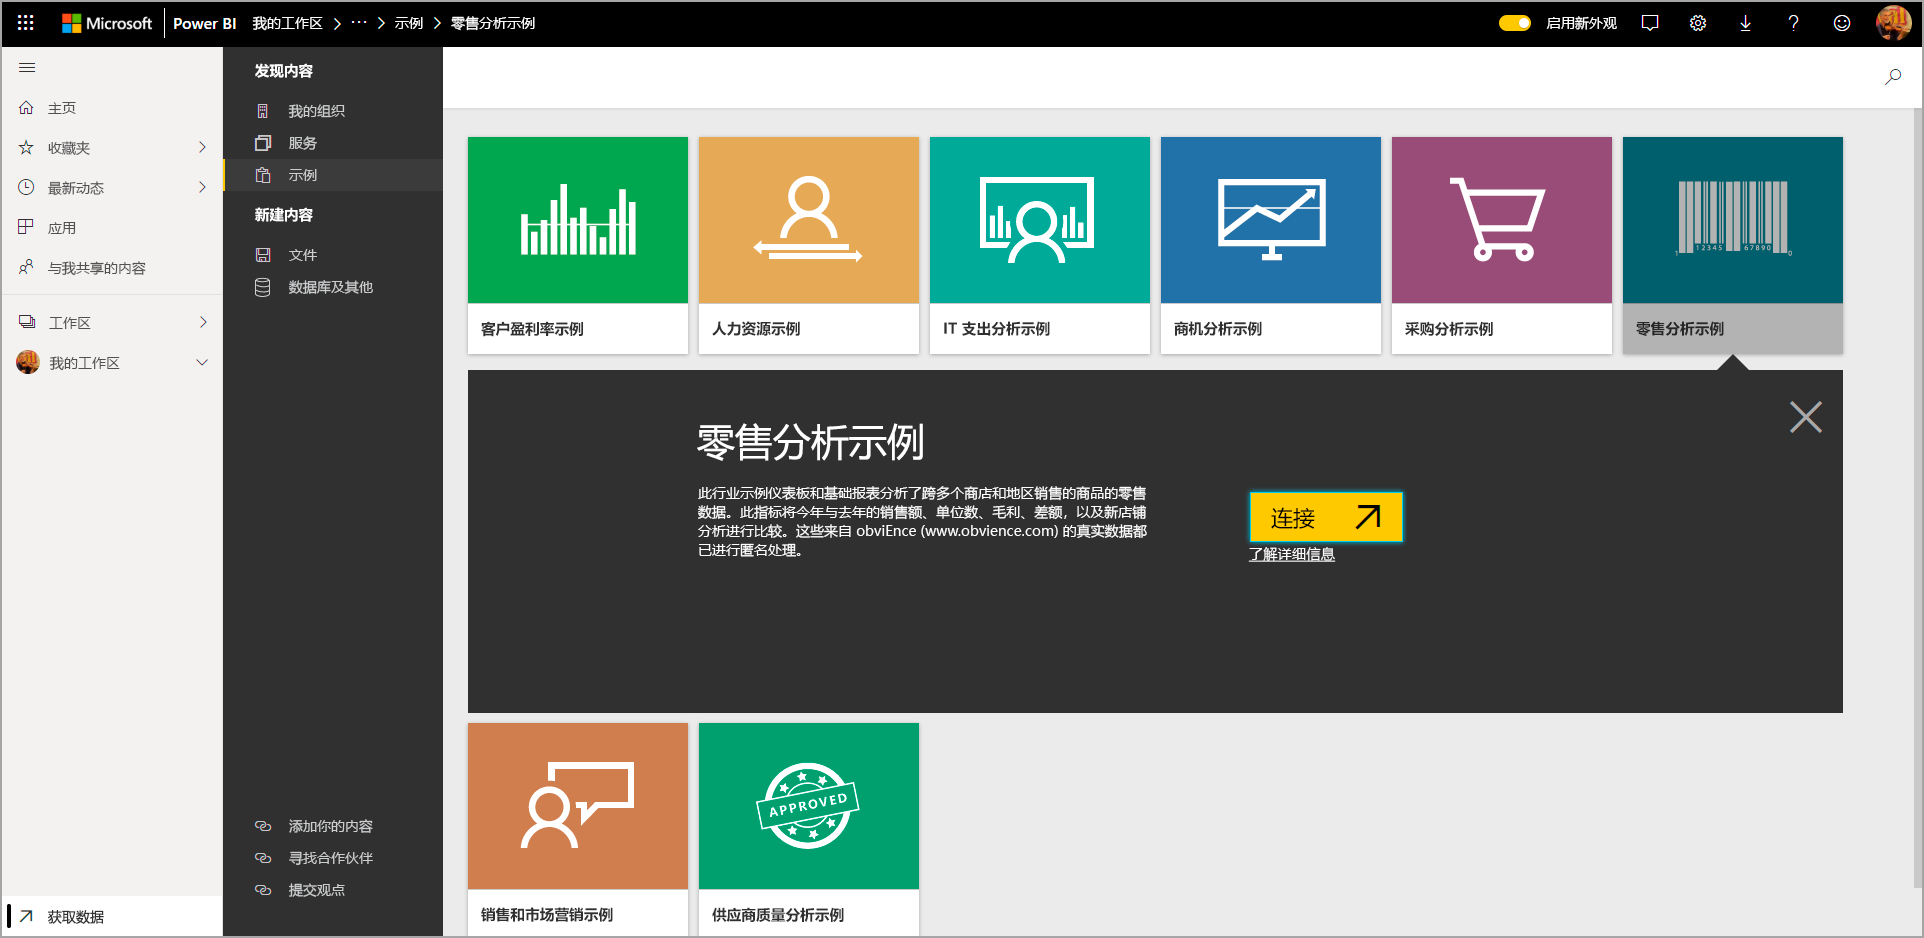 Microsoft Power BI 我的工作区 > ··· > 示例 > 零售分析示例 启用新外观
主页
收藏夹
最新动态
应用
与我共享的内容
工作区
我的工作区
获取数据
发现内容
我的组织
服务
示例
新建内容
文件
数据库及其他
添加你的内容
寻找合作伙伴
提交观点
1 12345 67890 0
客户盈利率示例
人力资源示例
IT 支出分析示例
商机分析示例
采购分析示例
零售分析示例
零售分析示例
此行业示例仪表板和基础报表分析了跨多个商店和地区销售的商品的零售
数据。此指标将今年与去年的销售额、单位数、毛利、差额，以及新店铺
分析进行比较。这些来自 obviEnce (www.obvience.com) 的真实数据都
已进行匿名处理。
连接
了解详细信息
APPROVED
销售和市场营销示例
供应商质量分析示例